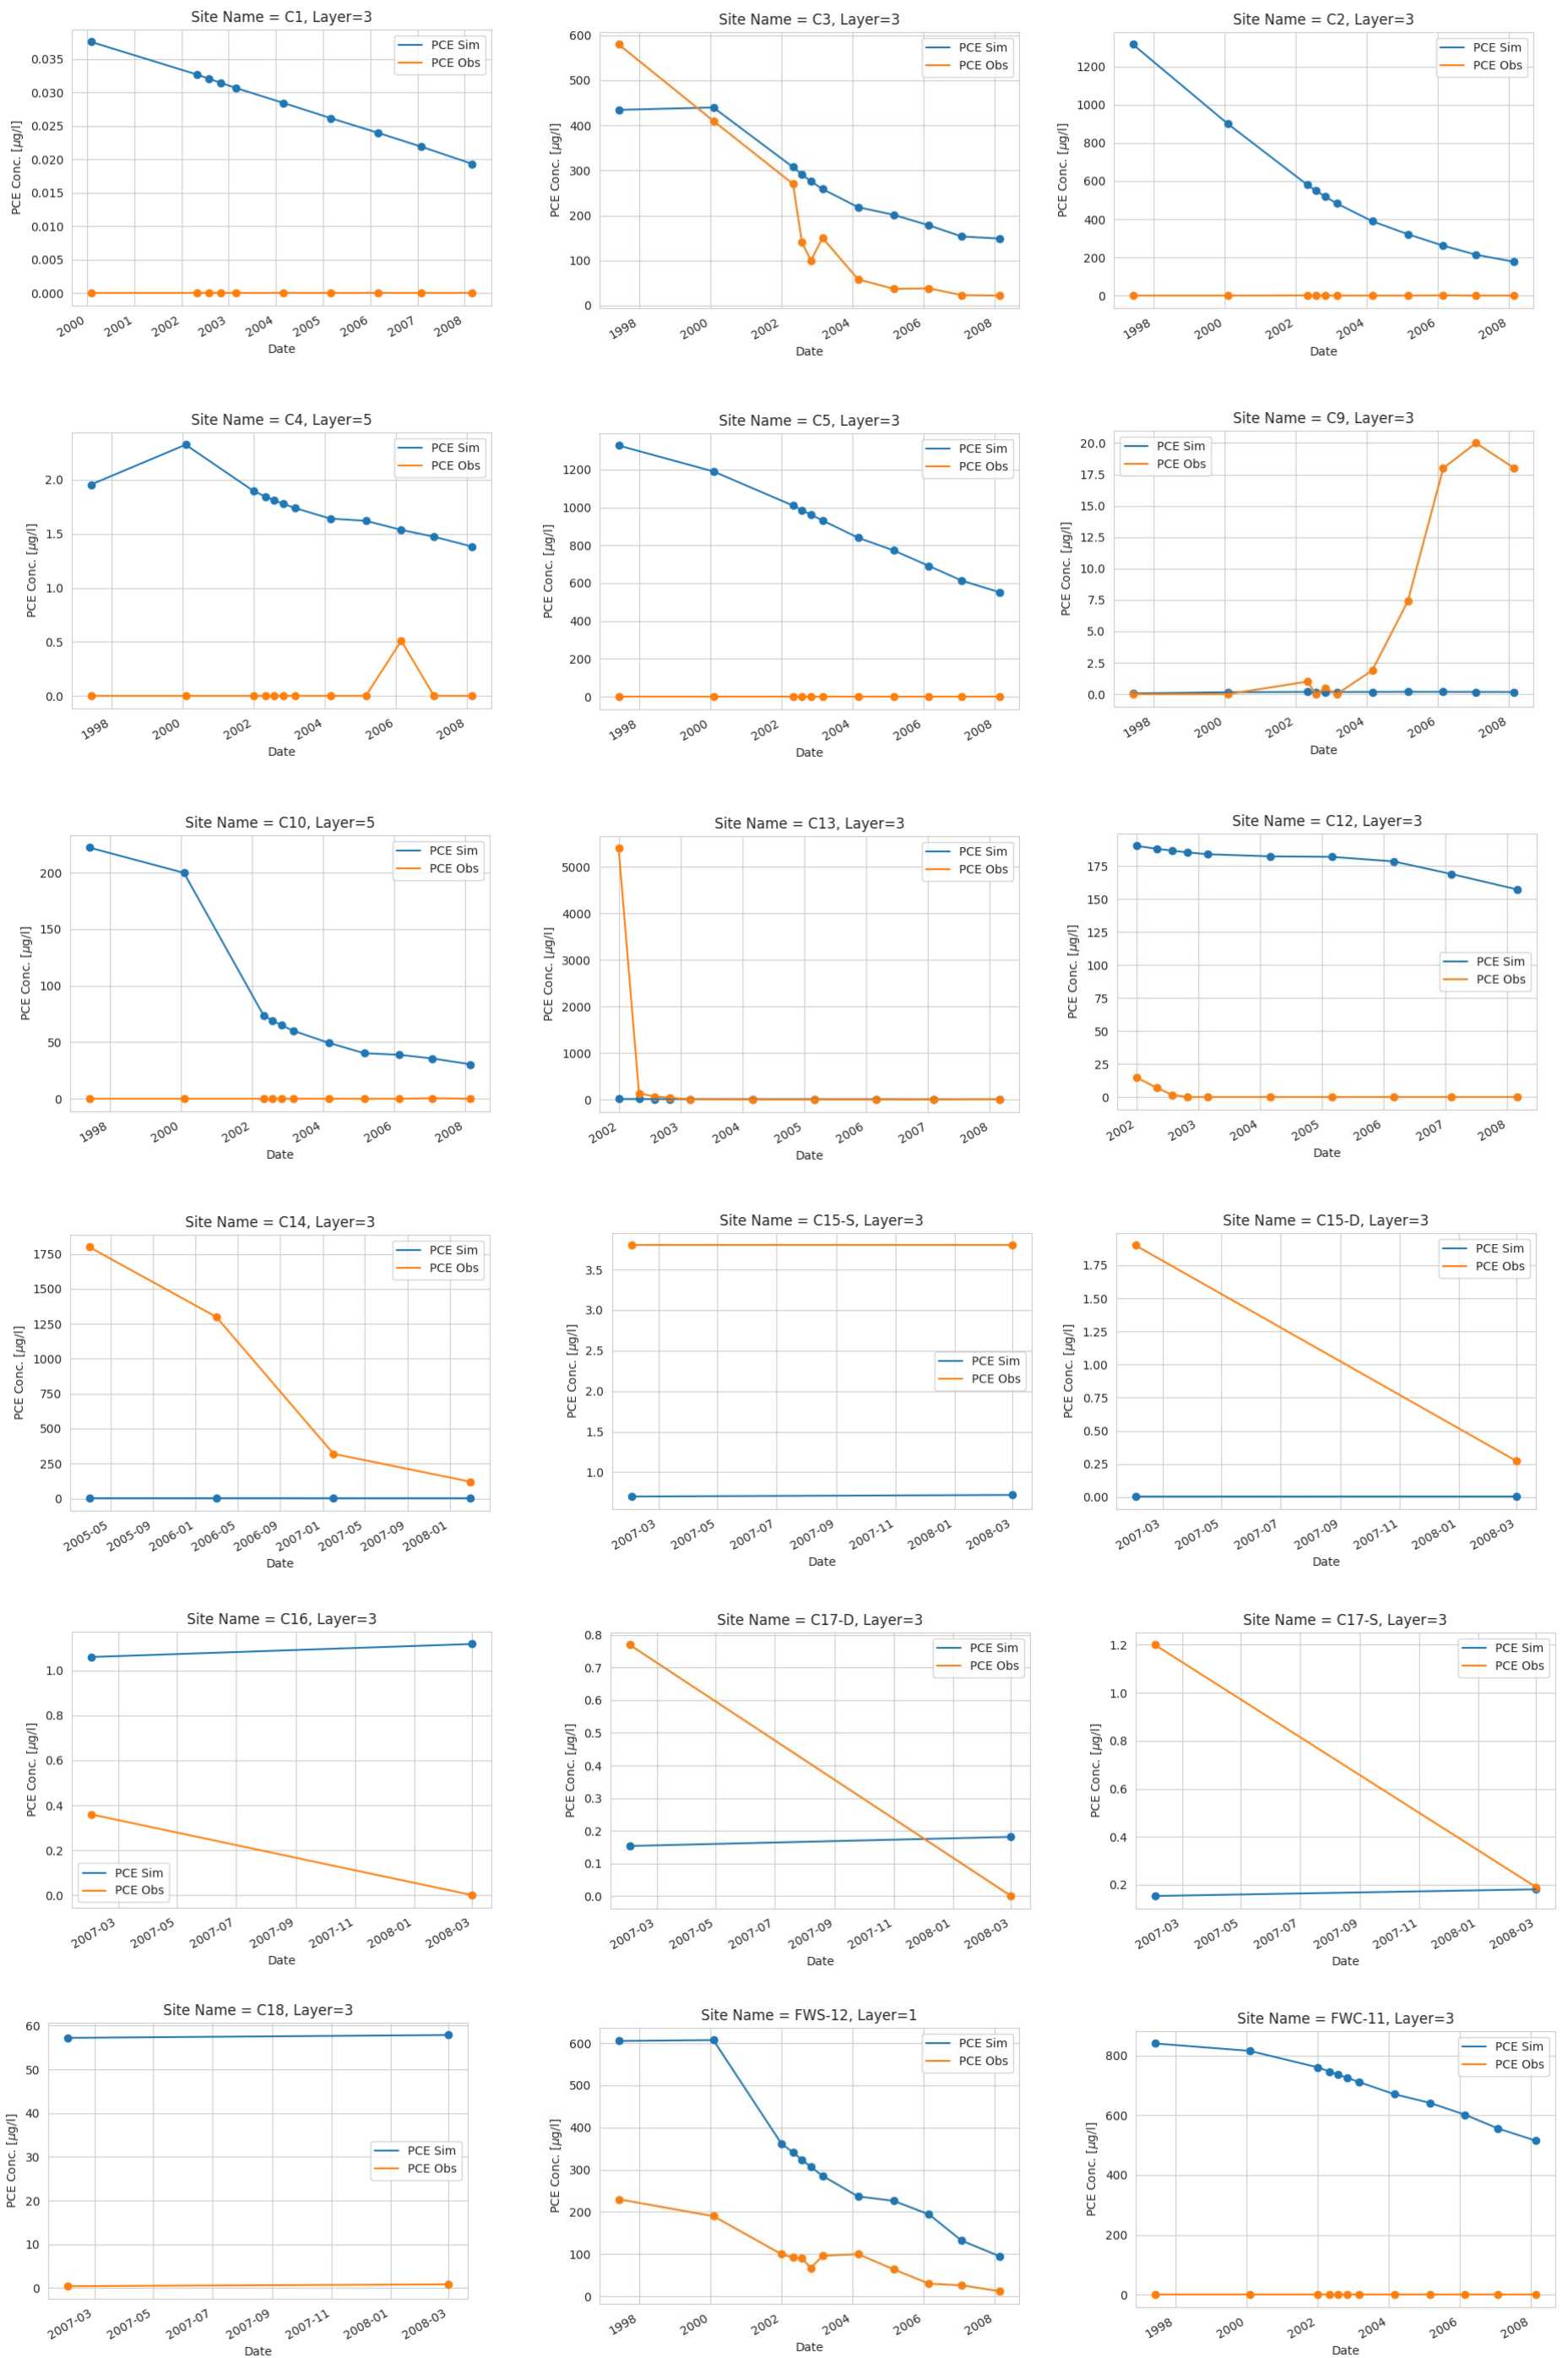 Site Name = C1, Layer=3
PCE Conc. [μg/l]
0.035
0.030
0.025
0.020
0.015
0.010
0.005
0.000
PCE Sim
PCE Obs
2000 2001 2002 2003 2004 2005 2006 2007 2008
Date
Site Name = C3, Layer=3
PCE Conc. [μg/l]
600
500
400
300
200
100
0
PCE Sim
PCE Obs
1998 2000 2002 2004 2006 2008
Date
Site Name = C2, Layer=3
PCE Conc. [μg/l]
1200
1000
800
600
400
200
0
PCE Sim
PCE Obs
1998 2000 2002 2004 2006 2008
Date
Site Name = C4, Layer=5
PCE Conc. [μg/l]
2.0
1.5
1.0
0.5
0.0
PCE Sim
PCE Obs
1998 2000 2002 2004 2006 2008
Date
Site Name = C5, Layer=3
PCE Conc. [μg/l]
1200
1000
800
600
400
200
0
PCE Sim
PCE Obs
1998 2000 2002 2004 2006 2008
Date
Site Name = C9, Layer=3
PCE Conc. [μg/l]
20.0
17.5
15.0
12.5
10.0
7.5
5.0
2.5
0.0
PCE Sim
PCE Obs
1998 2000 2002 2004 2006 2008
Date
Site Name = C10, Layer=5
PCE Conc. [μg/l]
200
150
100
50
0
PCE Sim
PCE Obs
1998 2000 2002 2004 2006 2008
Date
Site Name = C13, Layer=3
PCE Conc. [μg/l]
5000
4000
3000
2000
1000
0
PCE Sim
PCE Obs
2002 2003 2004 2005 2006 2007 2008
Date
Site Name = C12, Layer=3
PCE Conc. [μg/l]
175
150
125
100
75
50
25
0
PCE Sim
PCE Obs
2002 2003 2004 2005 2006 2007 2008
Date
Site Name = C14, Layer=3
PCE Conc. [μg/l]
1750
1500
1250
1000
750
500
250
0
PCE Sim
PCE Obs
2005-05 2005-09 2006-01 2006-05 2006-09 2007-01 2007-05 2007-09 2008-01
Date
Site Name = C15-S, Layer=3
PCE Conc. [μg/l]
3.5
3.0
2.5
2.0
1.5
1.0
PCE Sim
PCE Obs
2007-03 2007-05 2007-07 2007-09 2007-11 2008-01 2008-03
Date
Site Name = C15-D, Layer=3
PCE Conc. [μg/l]
1.75
1.50
1.25
1.00
0.75
0.50
0.25
0.00
PCE Sim
PCE Obs
2007-03 2007-05 2007-07 2007-09 2007-11 2008-01 2008-03
Date
Site Name = C16, Layer=3
PCE Conc. [μg/l]
1.0
0.8
0.6
0.4
0.2
0.0
PCE Sim
PCE Obs
2007-03 2007-05 2007-07 2007-09 2007-11 2008-01 2008-03
Date
Site Name = C17-D, Layer=3
PCE Conc. [μg/l]
0.8
0.7
0.6
0.5
0.4
0.3
0.2
0.1
0.0
PCE Sim
PCE Obs
2007-03 2007-05 2007-07 2007-09 2007-11 2008-01 2008-03
Date
Site Name = C17-S, Layer=3
PCE Conc. [μg/l]
1.2
1.0
0.8
0.6
0.4
0.2
PCE Sim
PCE Obs
2007-03 2007-05 2007-07 2007-09 2007-11 2008-01 2008-03
Date
Site Name = C18, Layer=3
PCE Conc. [μg/l]
60
50
40
30
20
10
0
PCE Sim
PCE Obs
2007-03 2007-05 2007-07 2007-09 2007-11 2008-01 2008-03
Date
Site Name = FWS-12, Layer=1
PCE Conc. [μg/l]
600
500
400
300
200
100
0
PCE Sim
PCE Obs
1998 2000 2002 2004 2006 2008
Date
Site Name = FWC-11, Layer=3
PCE Conc. [μg/l]
800
600
400
200
0
PCE Sim
PCE Obs
1998 2000 2002 2004 2006 2008
Date